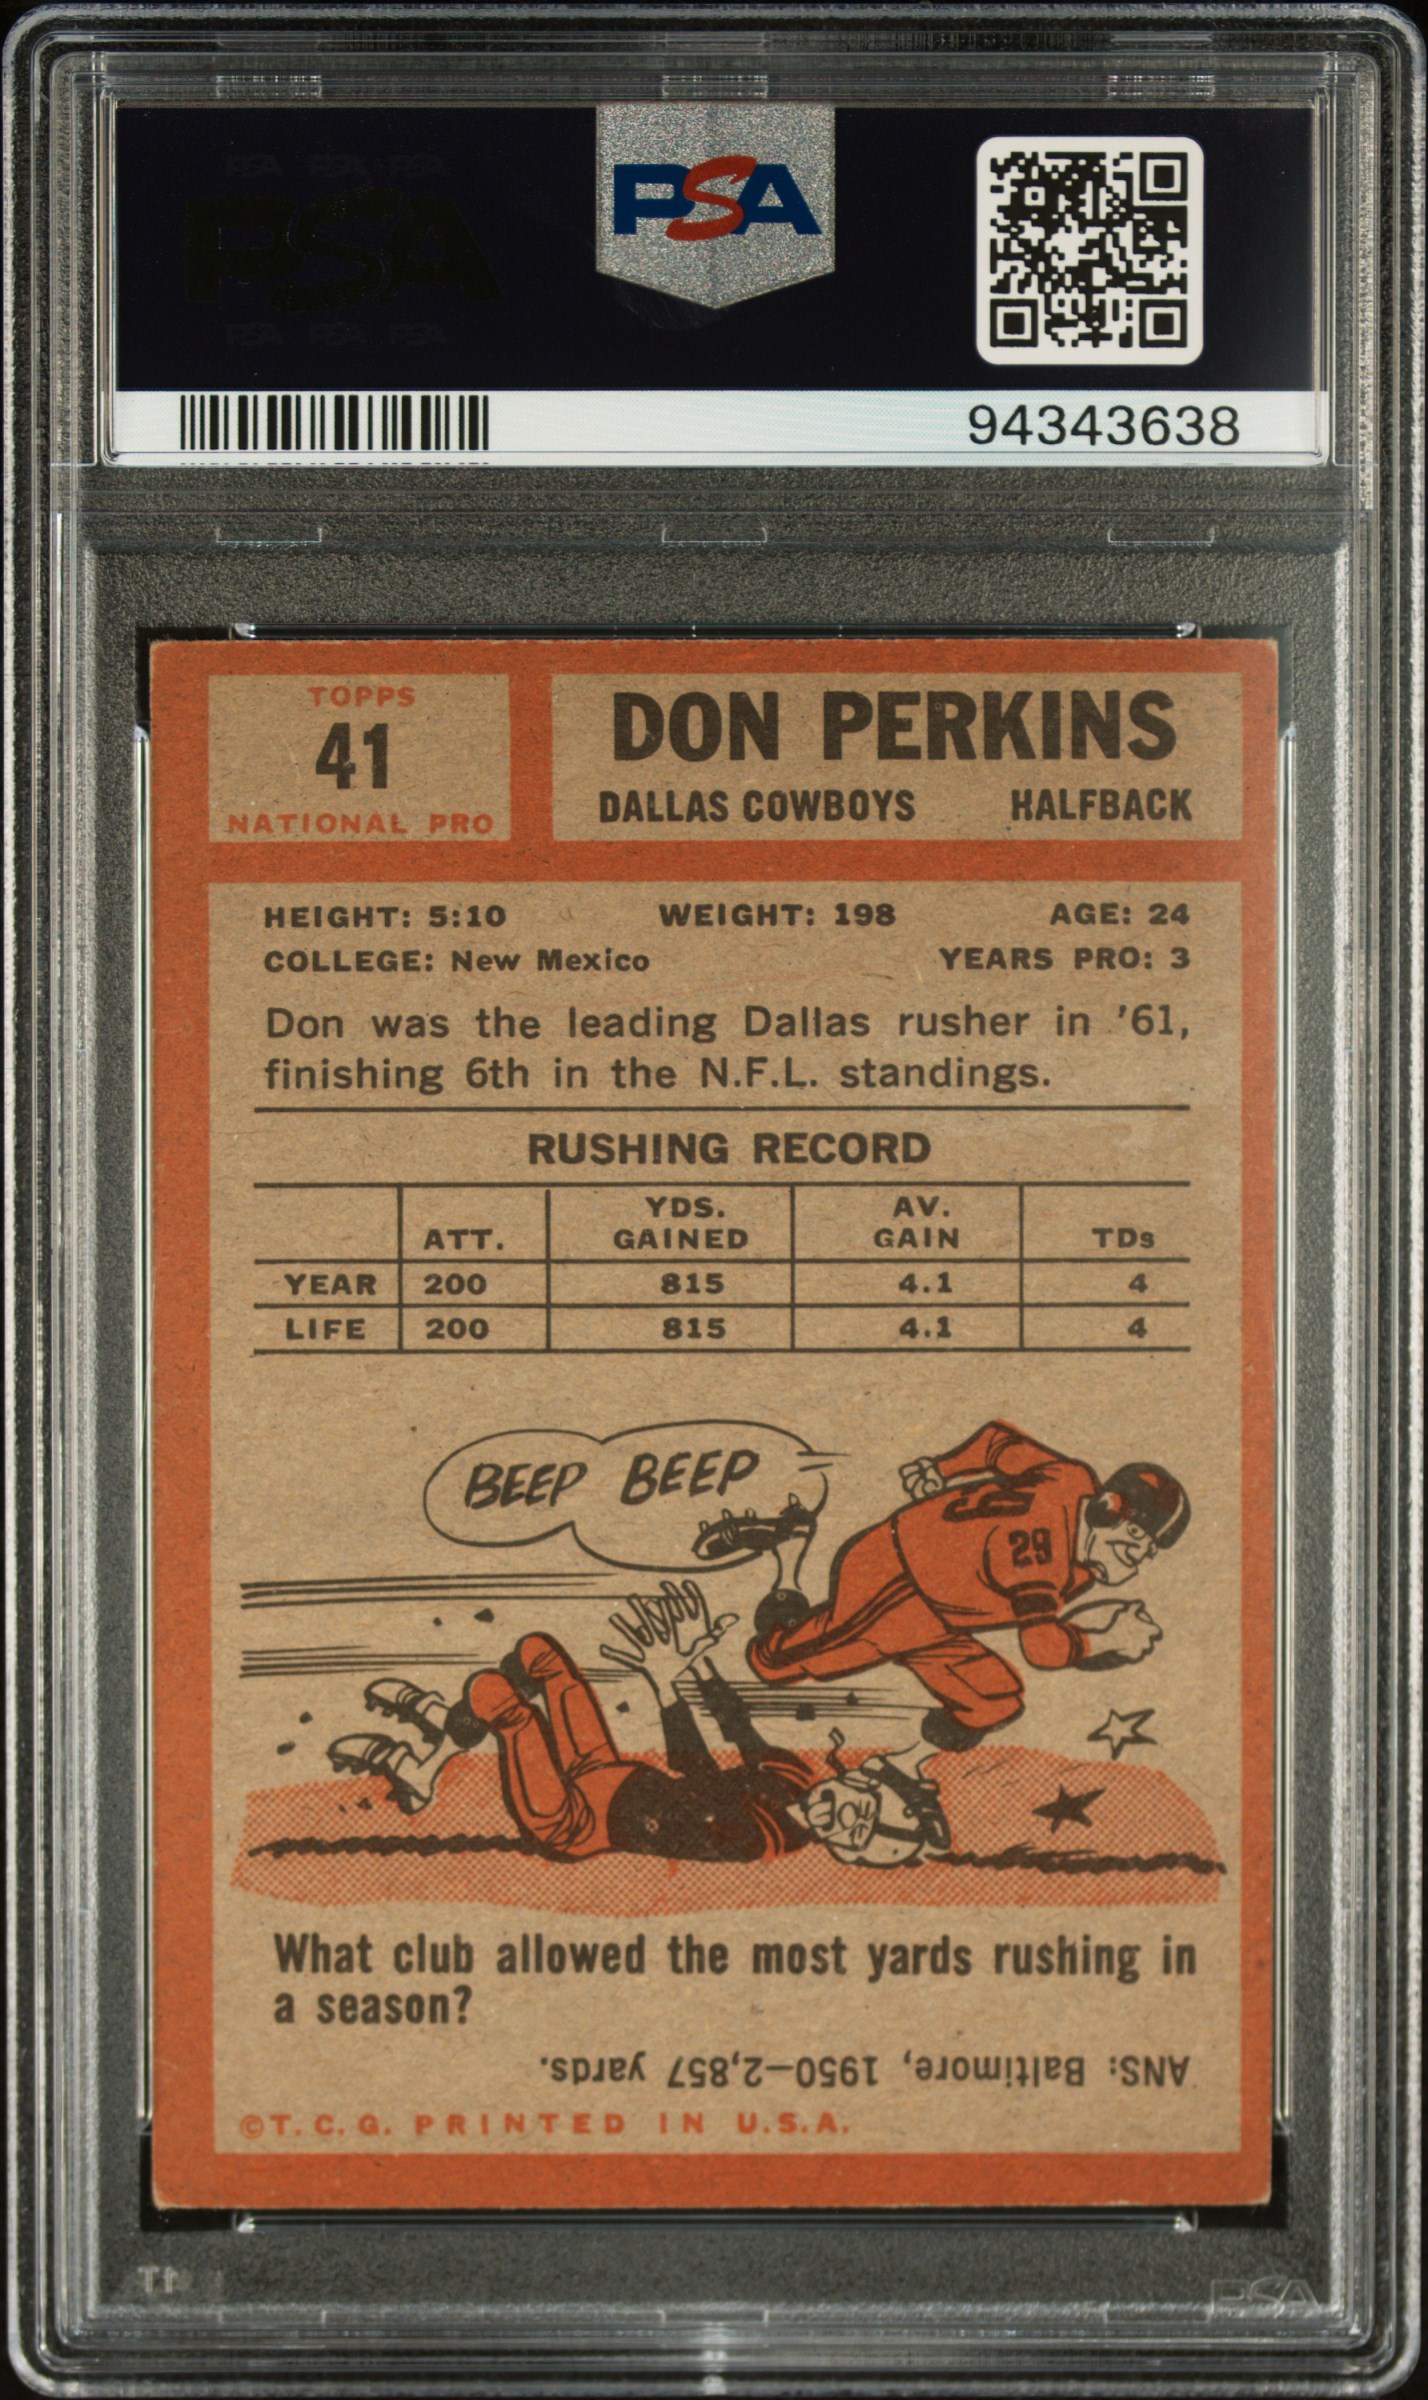 PSA
94343638
TOPPS
41
NATIONAL PRO
DON PERKINS
DALLAS COWBOYS HALFBACK
HEIGHT: 5:10 WEIGHT: 198 AGE: 24
COLLEGE: New Mexico YEARS PRO: 3
Don was the leading Dallas rusher in '61,
finishing 6th in the N.F.L. standings.
RUSHING RECORD
ATT. YDS. GAINED AV. GAIN TDs
YEAR 200 815 4.1 4
LIFE 200 815 4.1 4
BEEP BEEP
29
29
What club allowed the most yards rushing in
a season?
ANS: Baltimore, 1950—2,857 yards.
©T.C.G. PRINTED IN U.S.A.
PSA